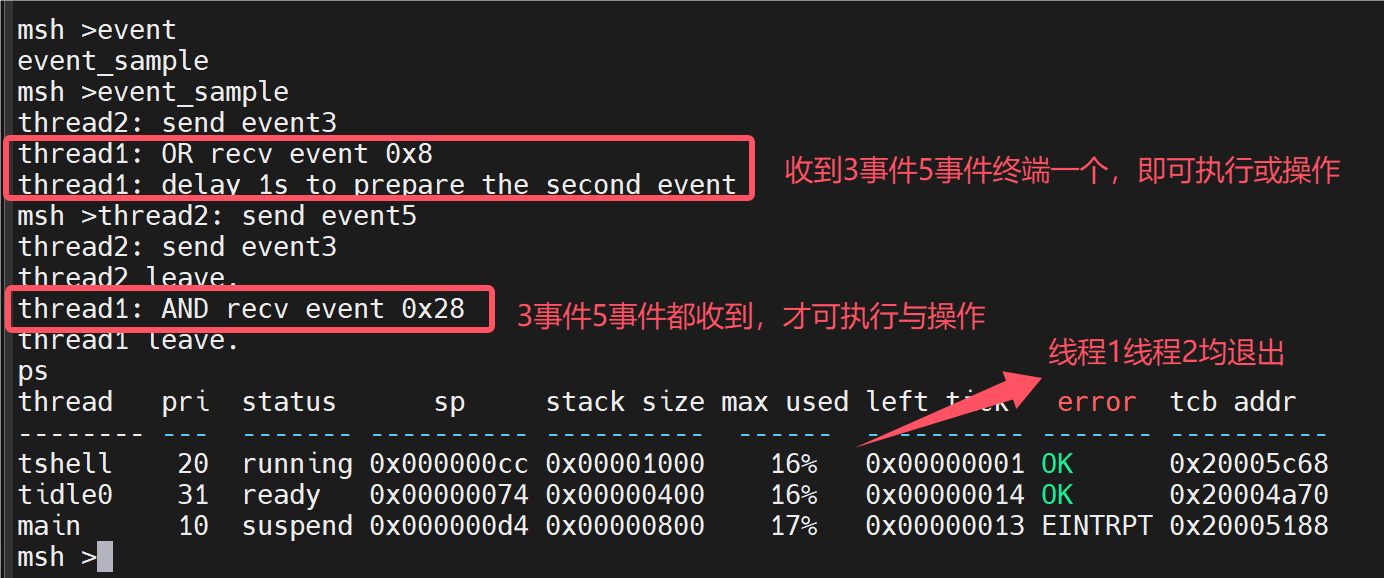 msh >event
event_sample
msh >event_sample
thread2: send event3
thread1: OR recv event 0x8
thread1: delay 1s to prepare the second event
收到3事件5事件终端一个，即可执行或操作
msh >thread2: send event5
thread2: send event3
thread2 leave.
thread1: AND recv event 0x28
3事件5事件都收到，才可执行与操作
thread1 leave.
线程1线程2均退出
ps
thread   pri  status      sp     stack size max used left tick   error  tcb addr
-------- ---  ------- ---------- ----------  ------  ---------- ------- ----------
tshell    20  running 0x000000cc 0x00001000    16%   0x00000001 OK      0x20005c68
tidle0    31  ready   0x00000074 0x00000400    16%   0x00000014 OK      0x20004a70
main      10  suspend 0x000000d4 0x00000800    17%   0x00000013 EINTRPT 0x20005188
msh >